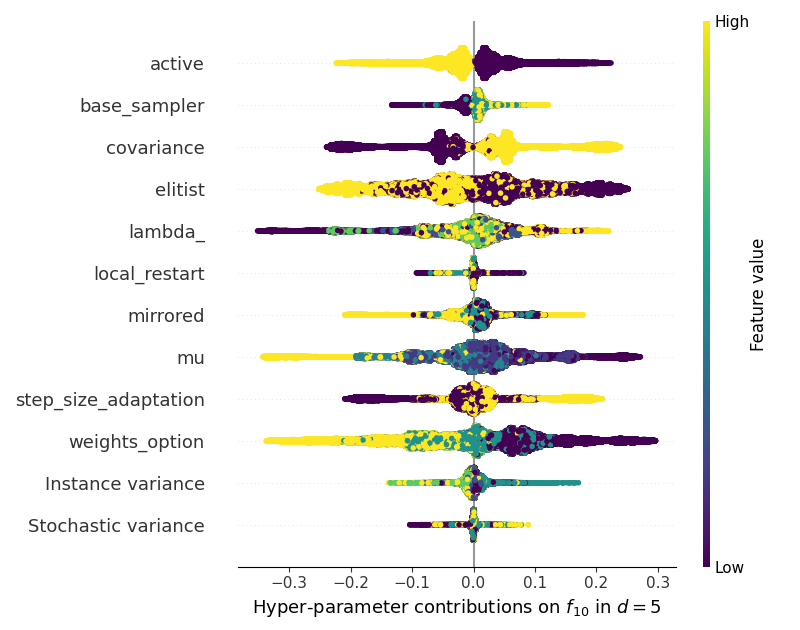 High
active
base_sampler
covariance
elitist
lambda_
local_restart
mirrored
mu
step_size_adaptation
weights_option
Instance variance
Stochastic variance
Feature value
Low
−0.3 −0.2 −0.1 0.0 0.1 0.2 0.3
Hyper-parameter contributions on f₁₀ in d = 5